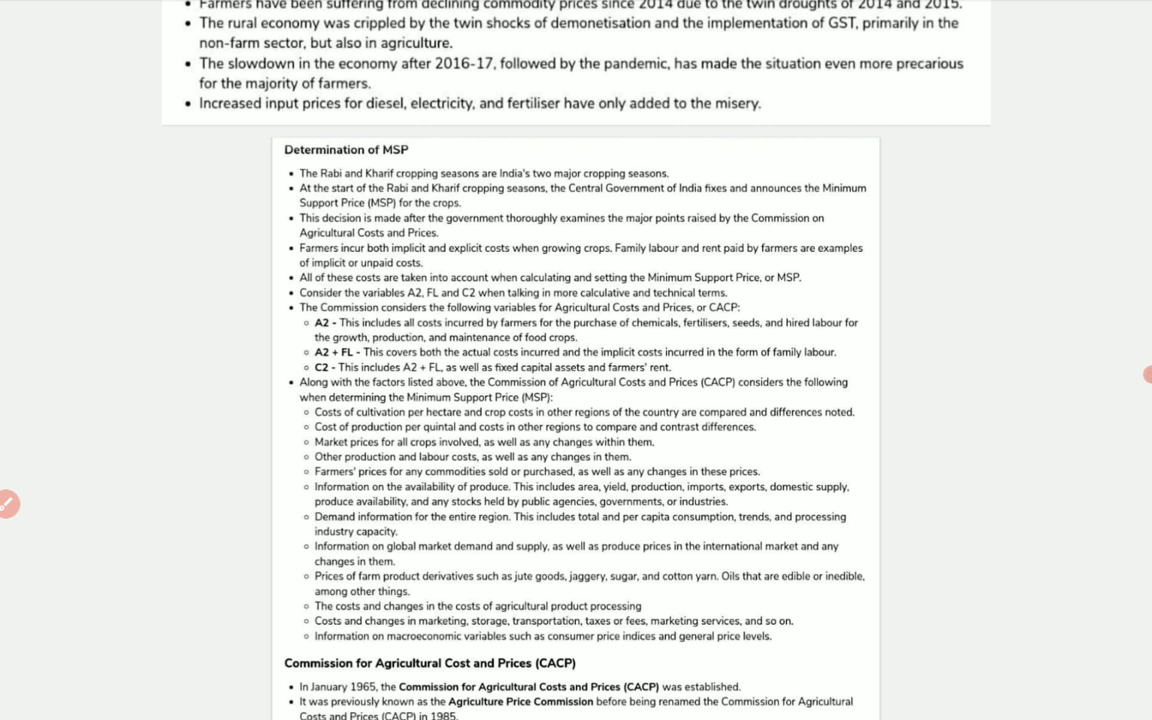 Farmers have been suffering from declining commodity prices since 2014 due to the twin droughts of 2014 and 2015.
• The rural economy was crippled by the twin shocks of demonetisation and the implementation of GST, primarily in the
non-farm sector, but also in agriculture.
• The slowdown in the economy after 2016-17, followed by the pandemic, has made the situation even more precarious
for the majority of farmers.
• Increased input prices for diesel, electricity, and fertiliser have only added to the misery.
Determination of MSP
• The Rabi and Kharif cropping seasons are India's two major cropping seasons.
• At the start of the Rabi and Kharif cropping seasons, the Central Government of India fixes and announces the Minimum
Support Price (MSP) for the crops.
• This decision is made after the government thoroughly examines the major points raised by the Commission on
Agricultural Costs and Prices.
• Farmers incur both implicit and explicit costs when growing crops. Family labour and rent paid by farmers are examples
of implicit or unpaid costs.
• All of these costs are taken into account when calculating and setting the Minimum Support Price, or MSP.
• Consider the variables A2, FL and C2 when talking in more calculative and technical terms.
• The Commission considers the following variables for Agricultural Costs and Prices, or CACP:
○ A2 - This includes all costs incurred by farmers for the purchase of chemicals, fertilisers, seeds, and hired labour for
the growth, production, and maintenance of food crops.
○ A2 + FL - This covers both the actual costs incurred and the implicit costs incurred in the form of family labour.
○ C2 - This includes A2 + FL, as well as fixed capital assets and farmers' rent.
• Along with the factors listed above, the Commission of Agricultural Costs and Prices (CACP) considers the following
when determining the Minimum Support Price (MSP):
○ Costs of cultivation per hectare and crop costs in other regions of the country are compared and differences noted.
○ Cost of production per quintal and costs in other regions to compare and contrast differences.
○ Market prices for all crops involved, as well as any changes within them.
○ Other production and labour costs, as well as any changes in them.
○ Farmers' prices for any commodities sold or purchased, as well as any changes in these prices.
○ Information on the availability of produce. This includes area, yield, production, imports, exports, domestic supply,
produce availability, and any stocks held by public agencies, governments, or industries.
○ Demand information for the entire region. This includes total and per capita consumption, trends, and processing
industry capacity.
○ Information on global market demand and supply, as well as produce prices in the international market and any
changes in them.
○ Prices of farm product derivatives such as jute goods, jaggery, sugar, and cotton yarn. Oils that are edible or inedible,
among other things.
○ The costs and changes in the costs of agricultural product processing
○ Costs and changes in marketing, storage, transportation, taxes or fees, marketing services, and so on.
○ Information on macroeconomic variables such as consumer price indices and general price levels.
Commission for Agricultural Cost and Prices (CACP)
• In January 1965, the Commission for Agricultural Costs and Prices (CACP) was established.
• It was previously known as the Agriculture Price Commission before being renamed the Commission for Agricultural
Costs and Prices (CACP) in 1985.